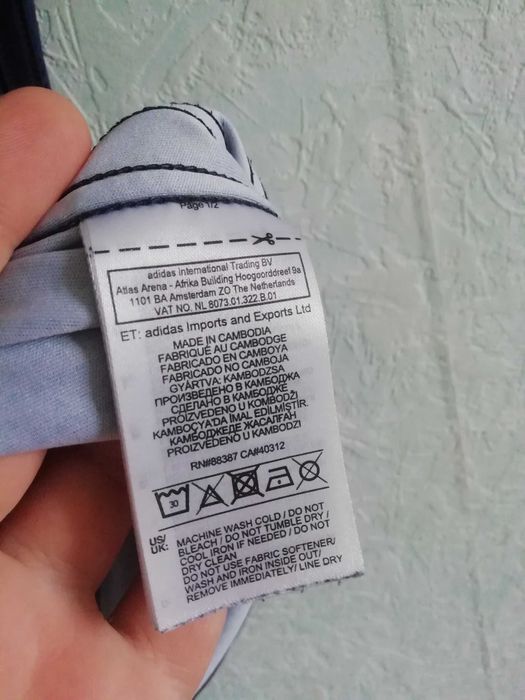 Page 1/2
adidas International Trading BV
Atlas Arena - Afrika Building Hoogoorddreef 9a
1101 BA Amsterdam ZO The Netherlands
VAT NO. NL 8073.01.322.B.01
ET: adidas Imports and Exports Ltd
MADE IN CAMBODIA
FABRIQUÉ AU CAMBODGE
FABRICADO EN CAMBOYA
FABRICADO NO CAMBOJA
GYÁRTVA: KAMBODZSA
ПРОИЗВЕДЕНО В КАМБОДЖА
СДЕЛАНО В КАМБОДЖЕ
PROIZVEDENO U KOMBODŽI
KAMBOÇYA'DA İMAL EDİLMİŞTİR.
КАМБОДЖЕДЕ ЖАСАЛҒАН
PROIZVEDENO U KAMBODZI
RN#88387 CA#40312
30
US/
UK:
MACHINE WASH COLD / DO NOT
BLEACH / DO NOT TUMBLE DRY /
COOL IRON IF NEEDED / DO NOT
DRY CLEAN
DO NOT USE FABRIC SOFTENER/
WASH AND IRON INSIDE OUT/
REMOVE IMMEDIATELY/ LINE DRY